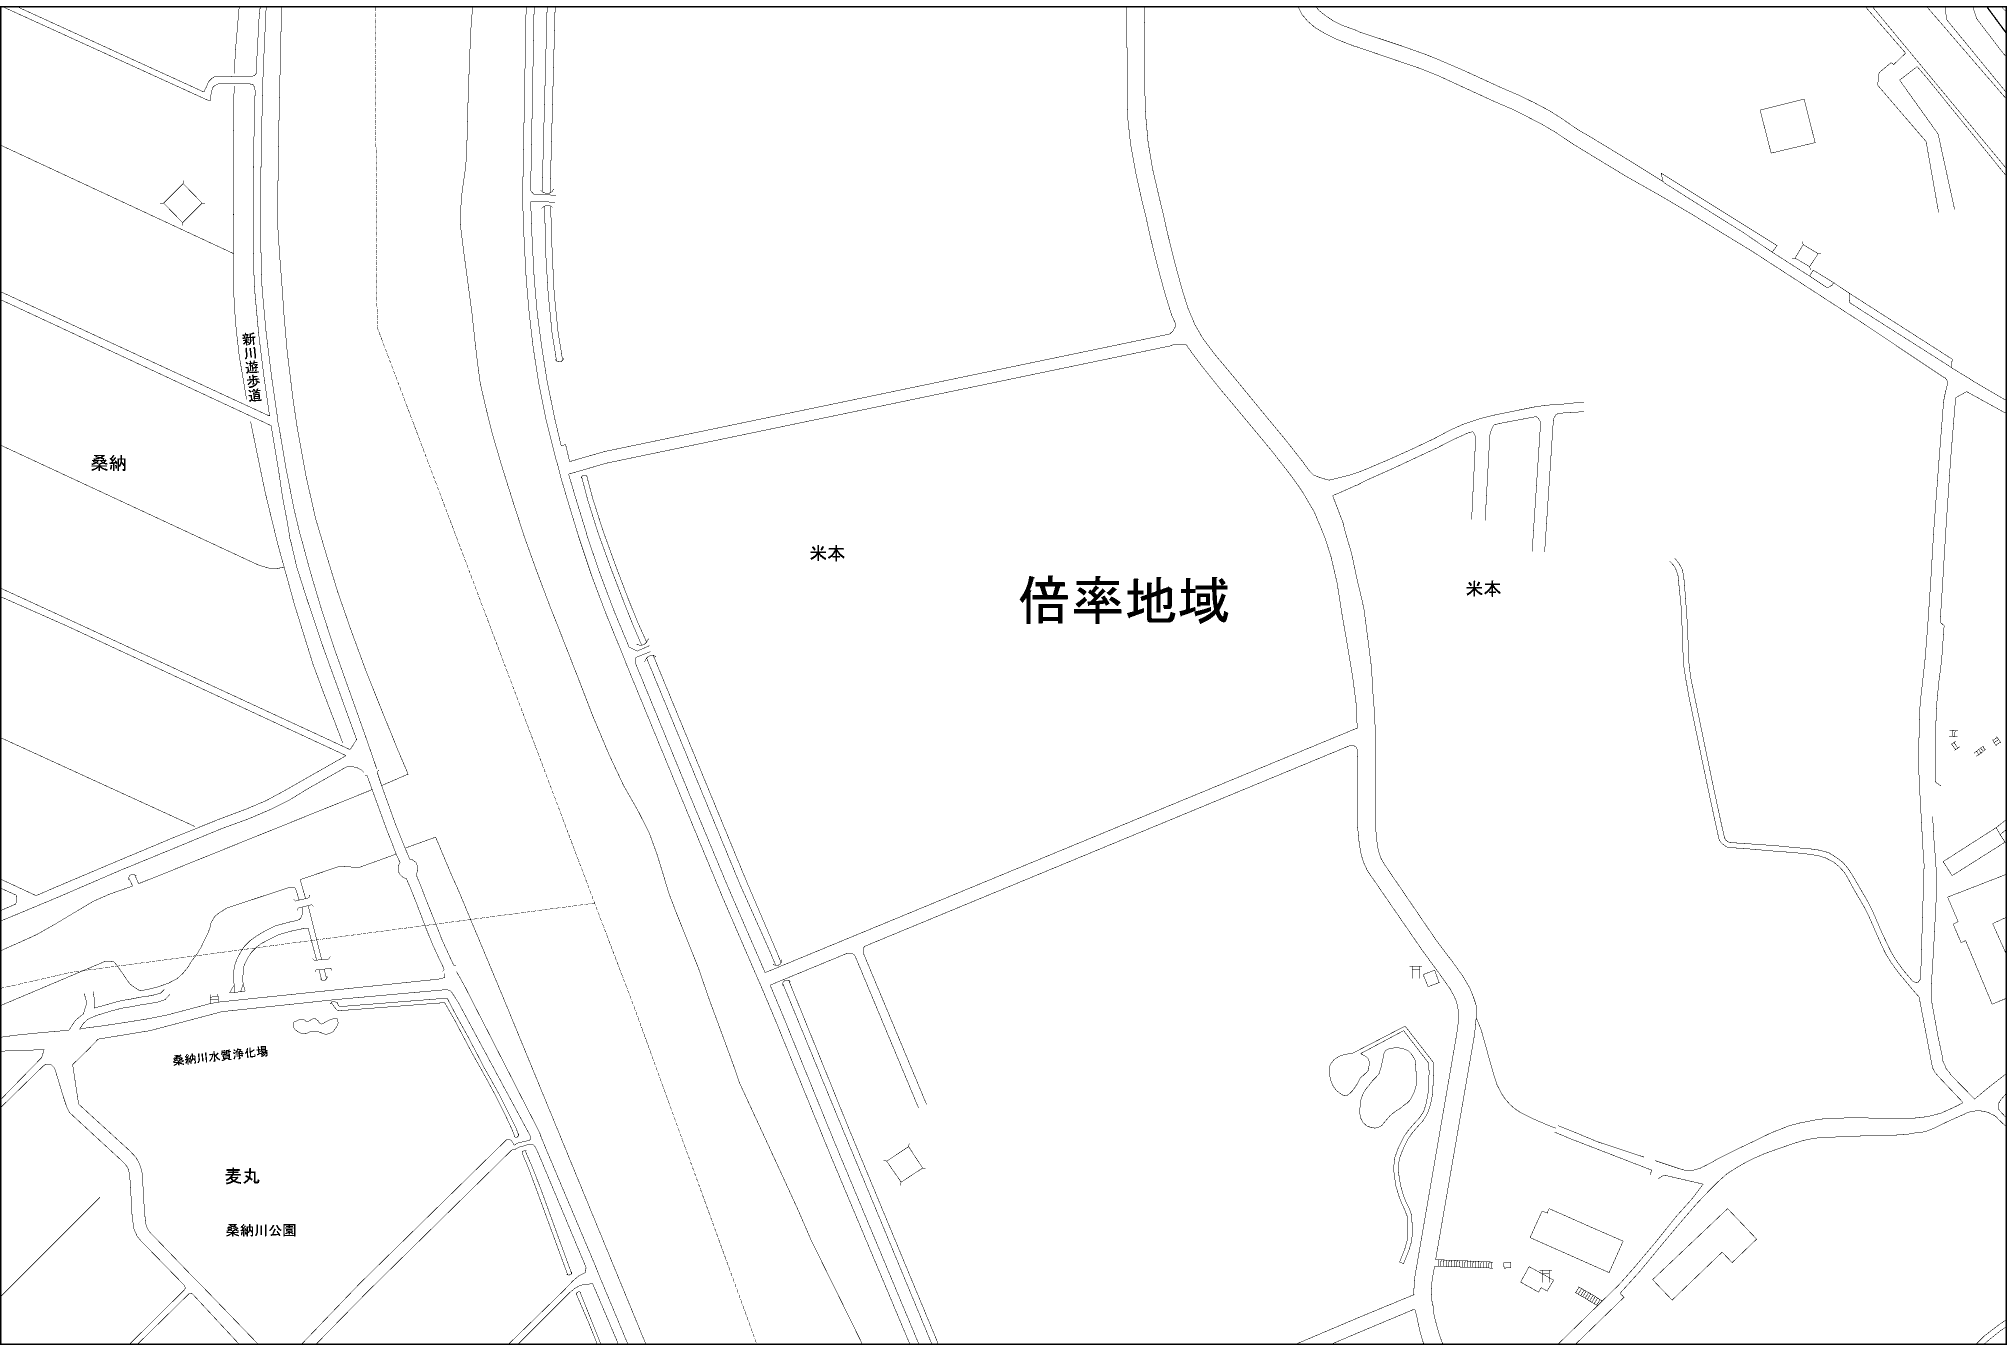 新川遊歩道
桑納
米本
倍率地域
米本
桑納川水質浄化場
麦丸
桑納川公園